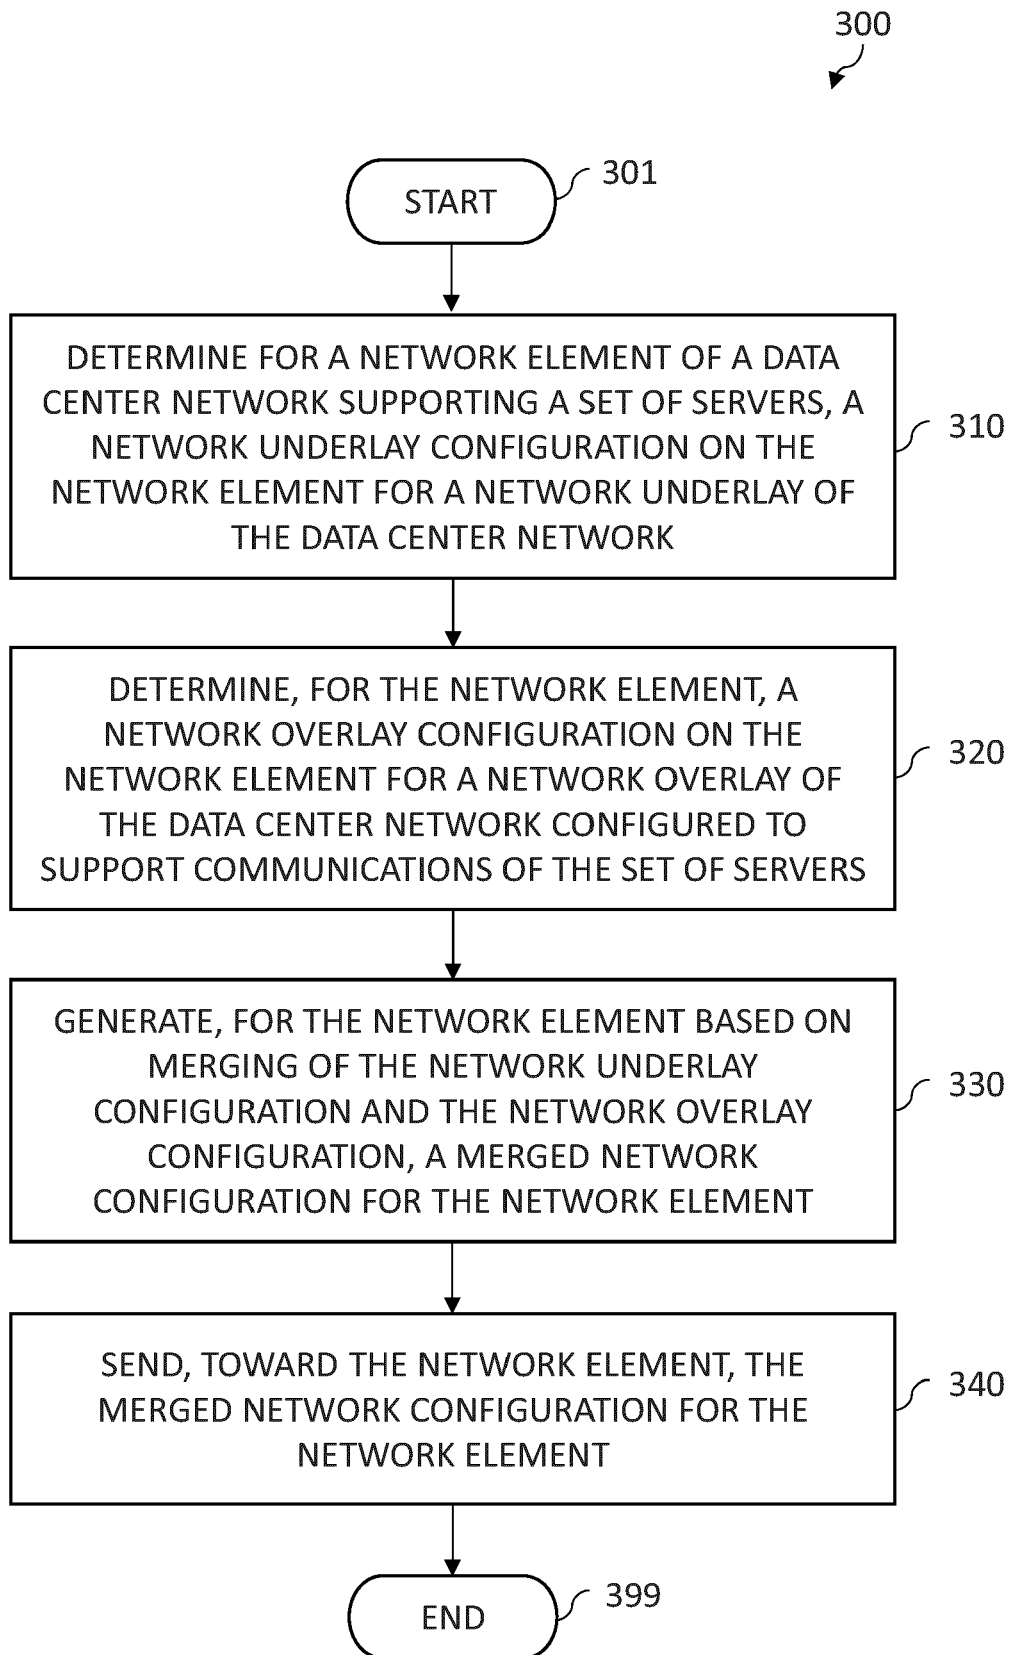 300
START
301
DETERMINE FOR A NETWORK ELEMENT OF A DATA
CENTER NETWORK SUPPORTING A SET OF SERVERS, A
NETWORK UNDERLAY CONFIGURATION ON THE
NETWORK ELEMENT FOR A NETWORK UNDERLAY OF
THE DATA CENTER NETWORK
310
DETERMINE, FOR THE NETWORK ELEMENT, A
NETWORK OVERLAY CONFIGURATION ON THE
NETWORK ELEMENT FOR A NETWORK OVERLAY OF
THE DATA CENTER NETWORK CONFIGURED TO
SUPPORT COMMUNICATIONS OF THE SET OF SERVERS
320
GENERATE, FOR THE NETWORK ELEMENT BASED ON
MERGING OF THE NETWORK UNDERLAY
CONFIGURATION AND THE NETWORK OVERLAY
CONFIGURATION, A MERGED NETWORK
CONFIGURATION FOR THE NETWORK ELEMENT
330
SEND, TOWARD THE NETWORK ELEMENT, THE
MERGED NETWORK CONFIGURATION FOR THE
NETWORK ELEMENT
340
END
399